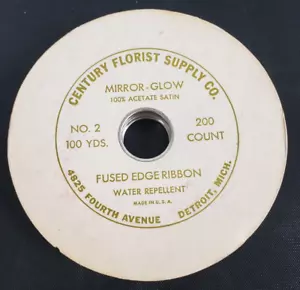 CENTURY FLORIST SUPPLY CO.
MIRROR-GLOW
100% ACETATE SATIN
NO. 2
100 YDS.
200
COUNT
FUSED EDGE RIBBON
WATER REPELLENT
MADE IN U.S.A.
4825 FOURTH AVENUE DETROIT, MICH.